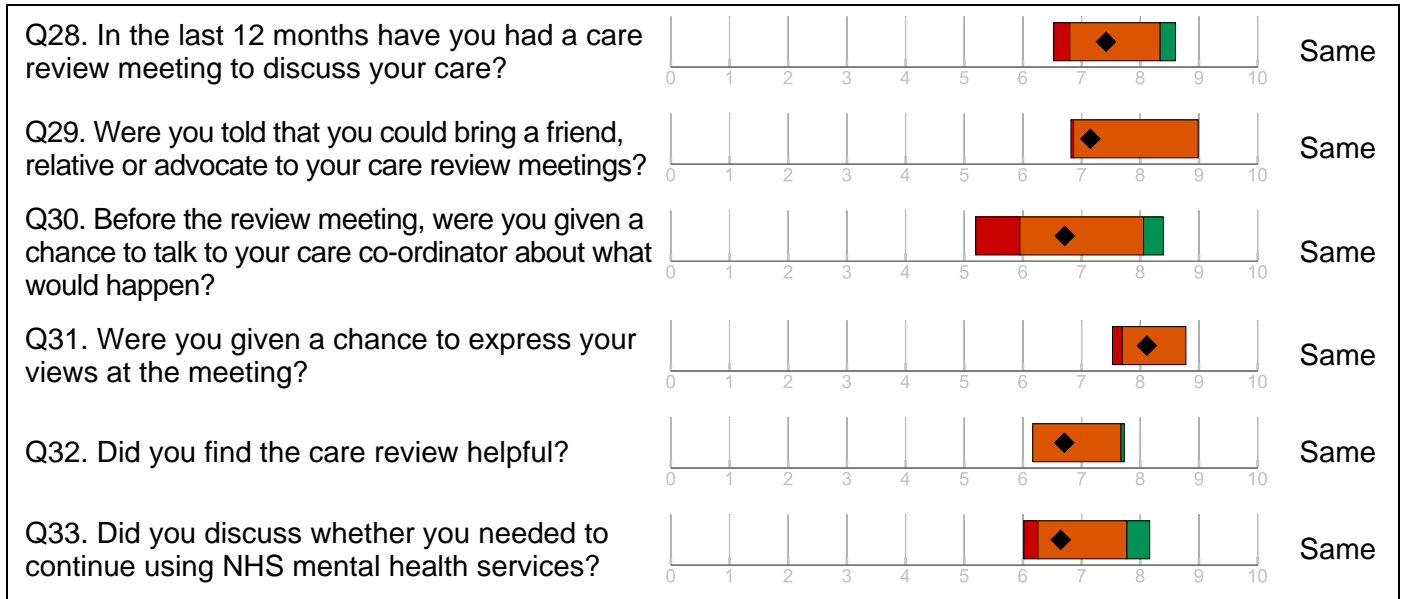 Q28. In the last 12 months have you had a care
review meeting to discuss your care?
0 1 2 3 4 5 6 7 8 9 10
Same
Q29. Were you told that you could bring a friend,
relative or advocate to your care review meetings?
0 1 2 3 4 5 6 7 8 9 10
Same
Q30. Before the review meeting, were you given a
chance to talk to your care co-ordinator about what
would happen?
0 1 2 3 4 5 6 7 8 9 10
Same
Q31. Were you given a chance to express your
views at the meeting?
0 1 2 3 4 5 6 7 8 9 10
Same
Q32. Did you find the care review helpful?
0 1 2 3 4 5 6 7 8 9 10
Same
Q33. Did you discuss whether you needed to
continue using NHS mental health services?
0 1 2 3 4 5 6 7 8 9 10
Same